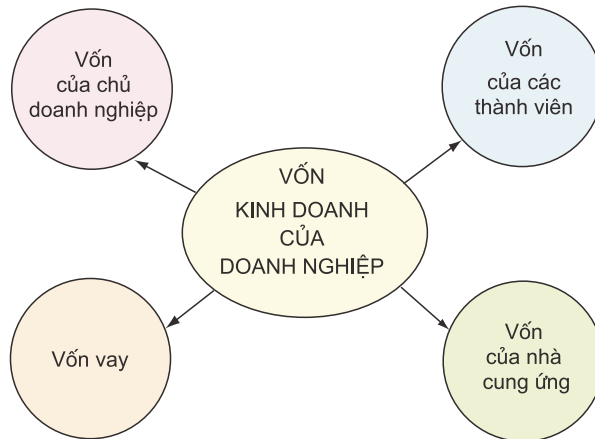 Vốn
của chủ
doanh nghiệp
Vốn
của các
thành viên
VỐN
KINH DOANH
CỦA
DOANH NGHIỆP
Vốn vay
Vốn
của nhà
cung ứng